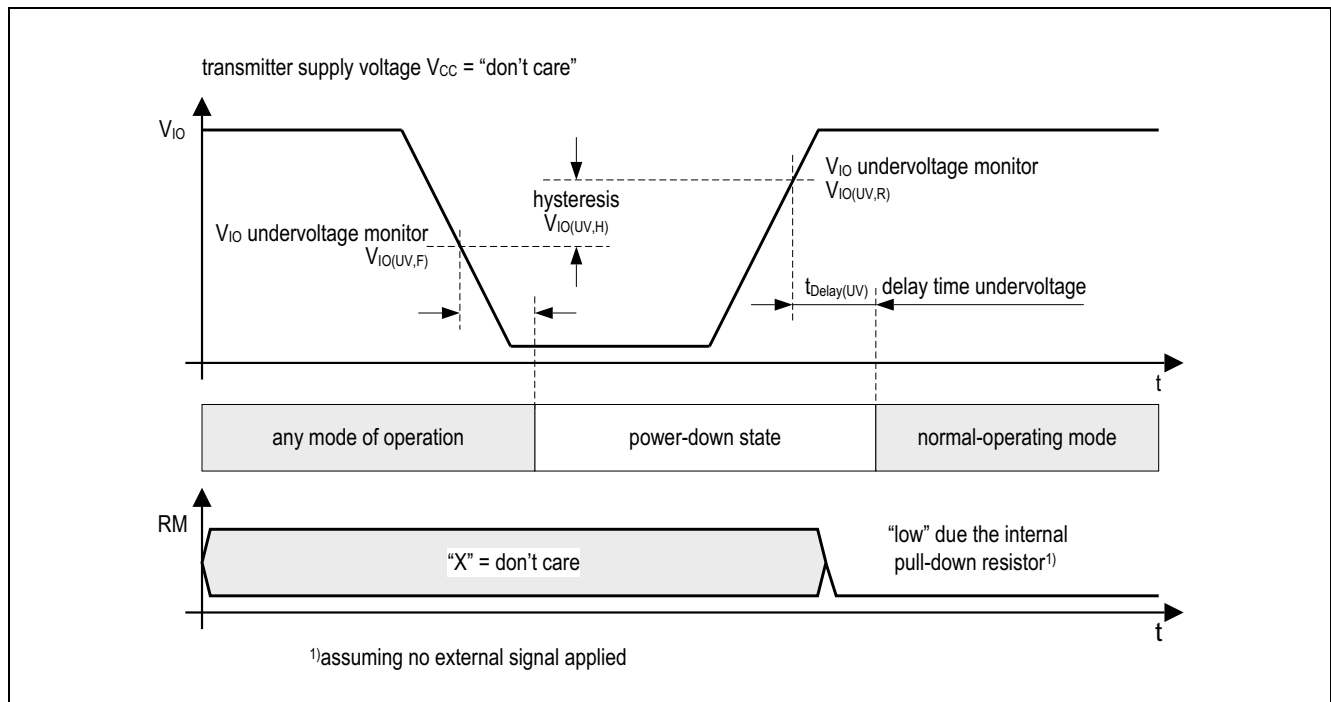 transmitter supply voltage VCC = “don’t care”
VIO
VIO undervoltage monitor
VIO(UV,F)
hysteresis
VIO(UV,H)
VIO undervoltage monitor
VIO(UV,R)
tDelay(UV) delay time undervoltage
t
any mode of operation
power-down state
normal-operating mode
RM
“X” = don’t care
“low” due the internal
pull-down resistor1)
t
1)assuming no external signal applied